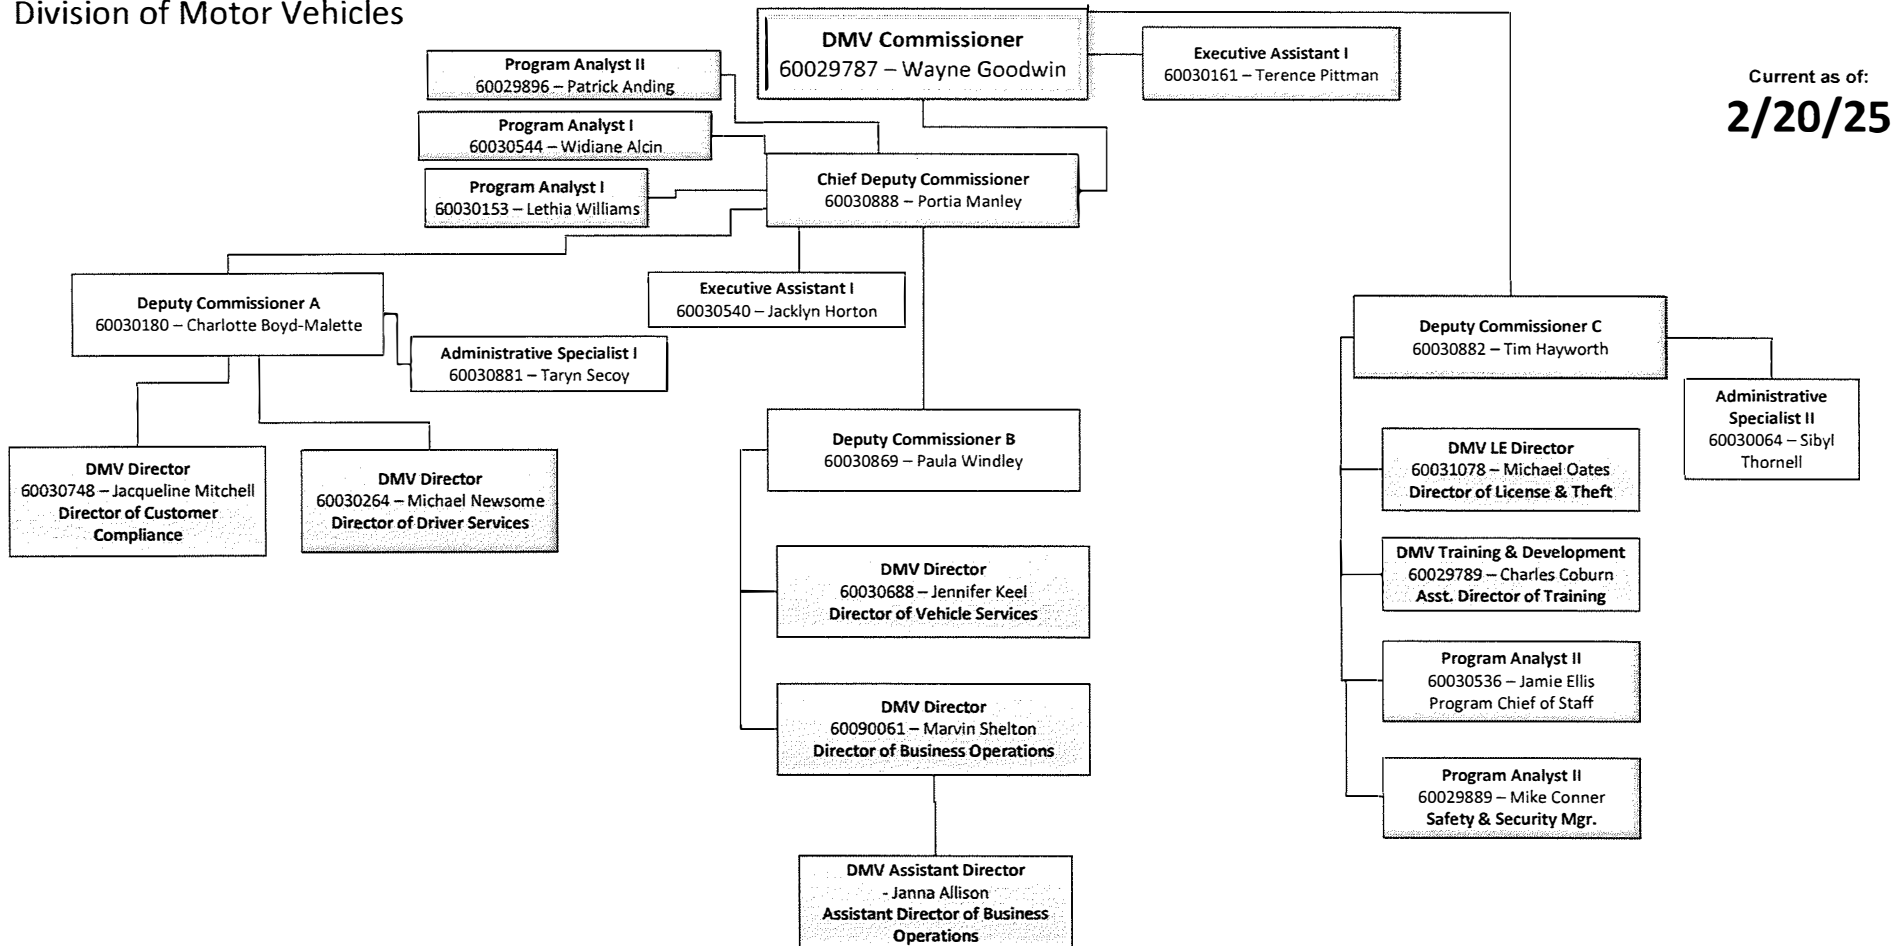 Division of Motor Vehicles
DMV Commissioner
60029787 – Wayne Goodwin
Executive Assistant I
60030161 – Terence Pittman
Current as of:
2/20/25
Program Analyst II
60029896 – Patrick Anding
Program Analyst I
60030544 – Widiane Alcin
Program Analyst I
60030153 – Lethia Williams
Chief Deputy Commissioner
60030888 – Portia Manley
Deputy Commissioner A
60030180 – Charlotte Boyd-Malette
Executive Assistant I
60030540 – Jacklyn Horton
Administrative Specialist I
60030881 – Taryn Secoy
Deputy Commissioner C
60030882 – Tim Hayworth
Administrative
Specialist II
60030064 – Sibyl
Thornell
DMV Director
60030748 – Jacqueline Mitchell
Director of Customer
Compliance
DMV Director
60030264 – Michael Newsome
Director of Driver Services
Deputy Commissioner B
60030869 – Paula Windley
DMV Director
60030688 – Jennifer Keel
Director of Vehicle Services
DMV Director
60090061 – Marvin Shelton
Director of Business Operations
DMV Assistant Director
- Janna Allison
Assistant Director of Business
Operations
DMV LE Director
60031078 – Michael Oates
Director of License & Theft
DMV Training & Development
60029789 – Charles Coburn
Asst. Director of Training
Program Analyst II
60030536 – Jamie Ellis
Program Chief of Staff
Program Analyst II
60029889 – Mike Conner
Safety & Security Mgr.